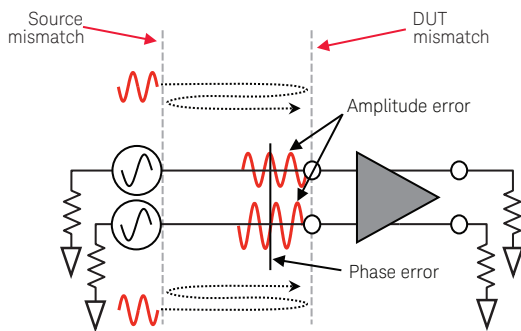 Source
mismatch
DUT
mismatch
Amplitude error
Phase error